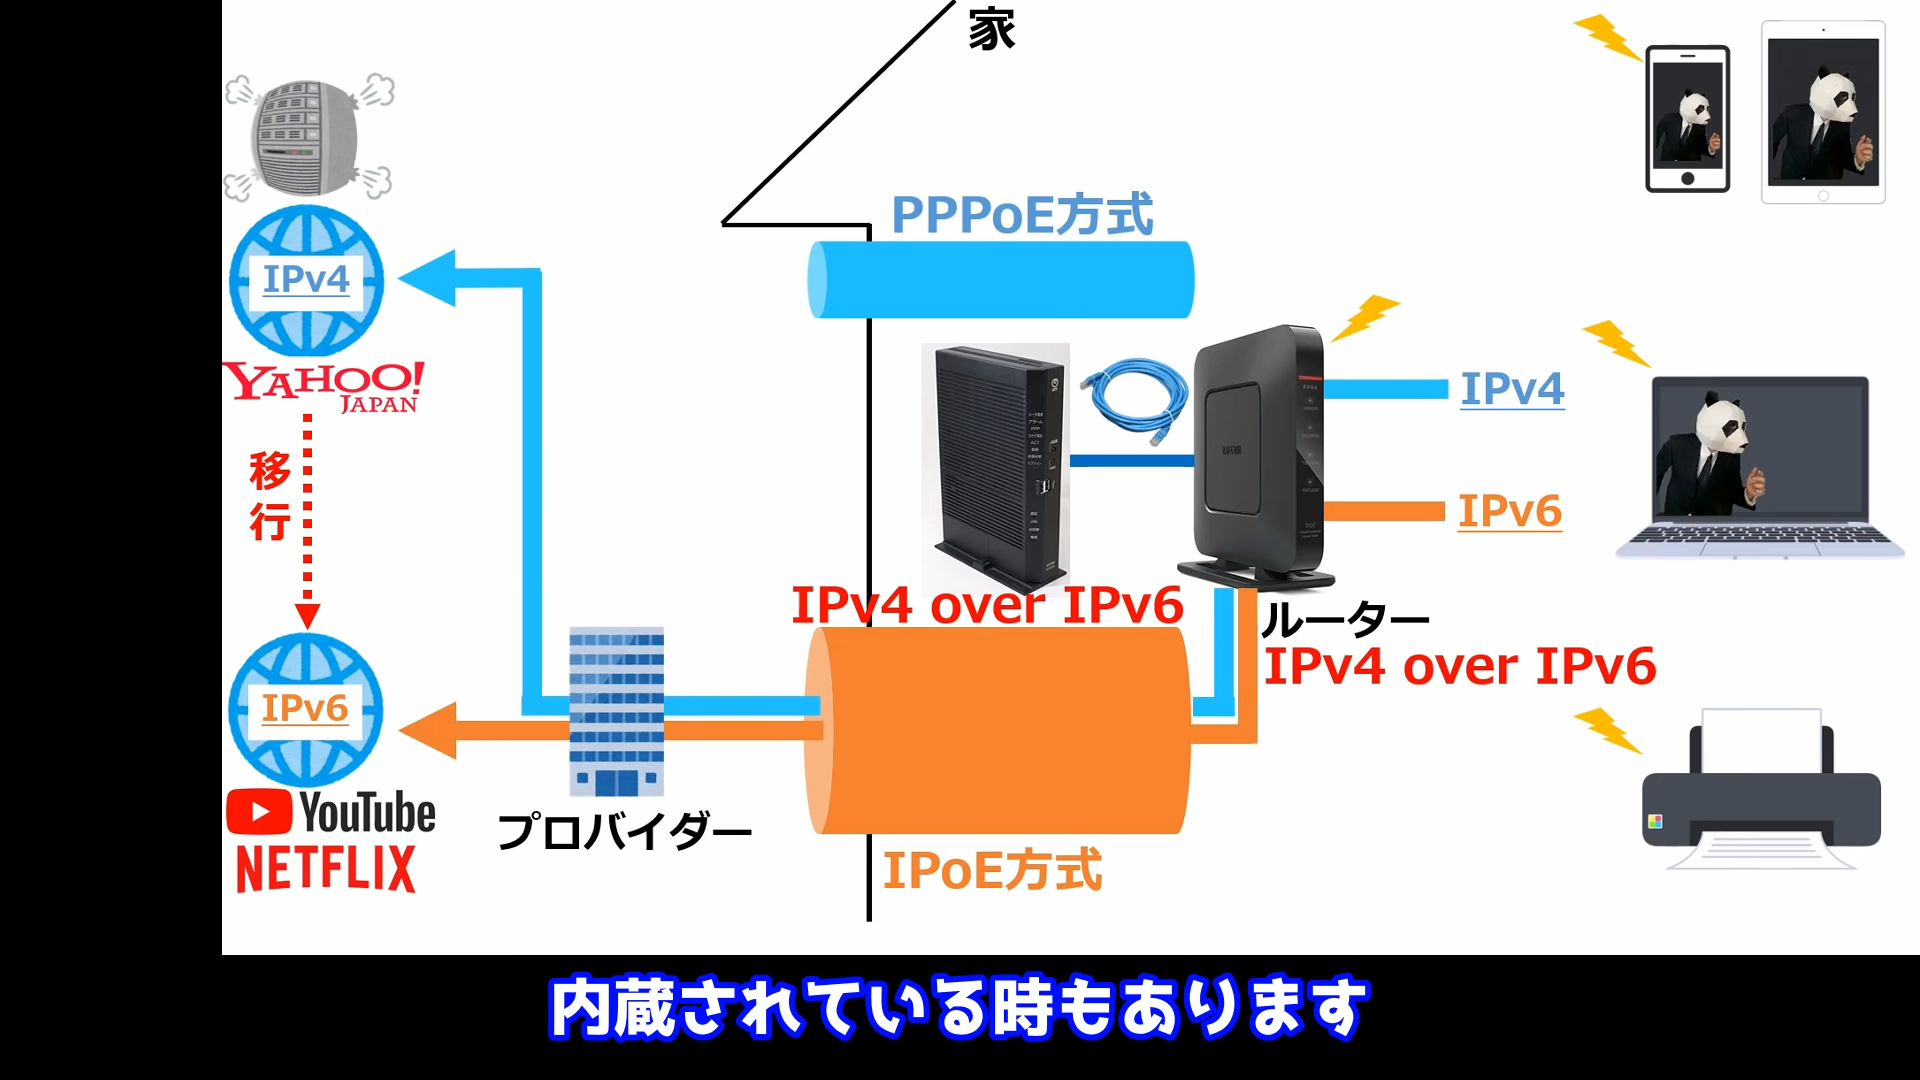 家
PPPoE方式
IPv4
YAHOO!
JAPAN
移
行
IPv4
IPv6
IPv4 over IPv6
ルーター
IPv4 over IPv6
IPv6
YouTube
NETFLIX
プロバイダー
IPoE方式
内蔵されている時もあります